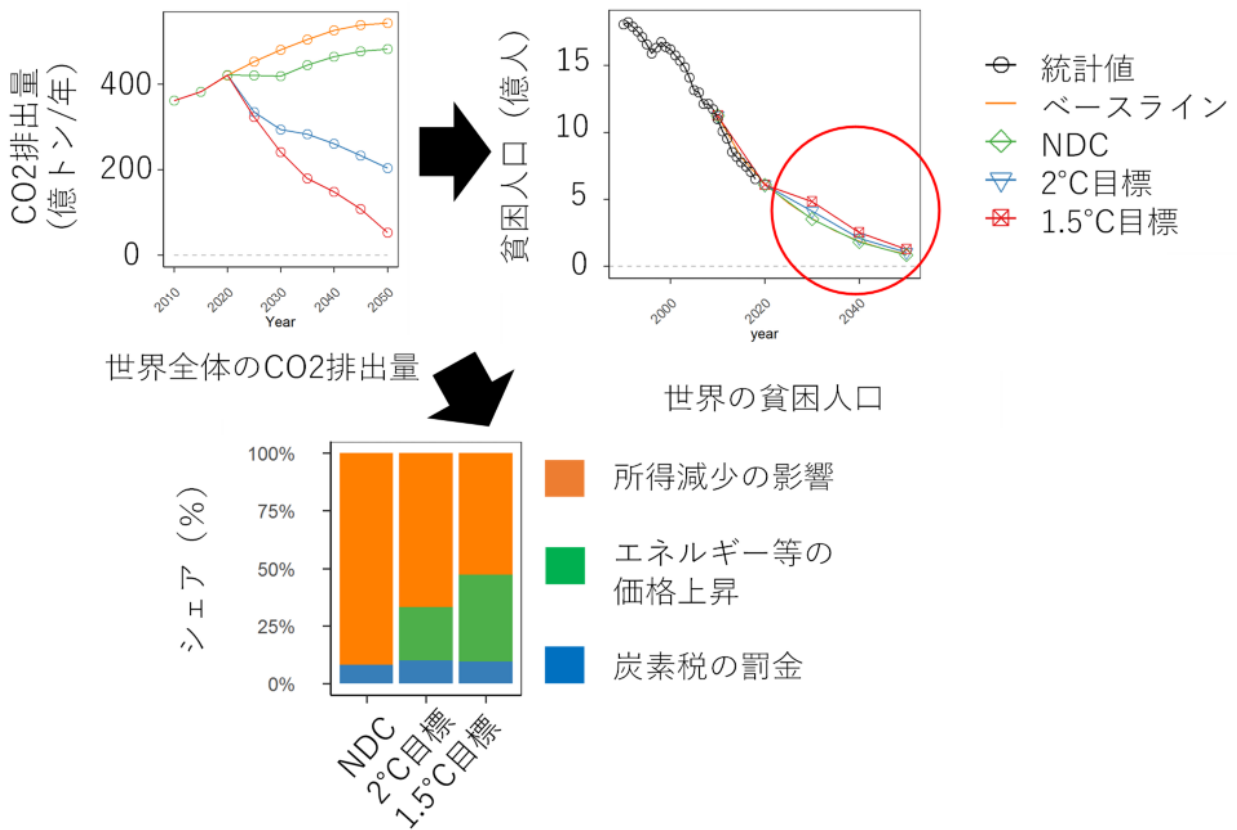 CO2排出量
(億トン/年)
400
200
0
2010
2020
2030
2040
2050
Year
世界全体のCO2排出量
貧困人口（億人）
15
10
5
0
2000
2020
2040
year
世界の貧困人口
統計値
ベースライン
NDC
2℃目標
1.5℃目標
シェア（%）
100%
75%
50%
25%
0%
NDC
2℃目標
1.5℃目標
所得減少の影響
エネルギー等の
価格上昇
炭素税の罰金